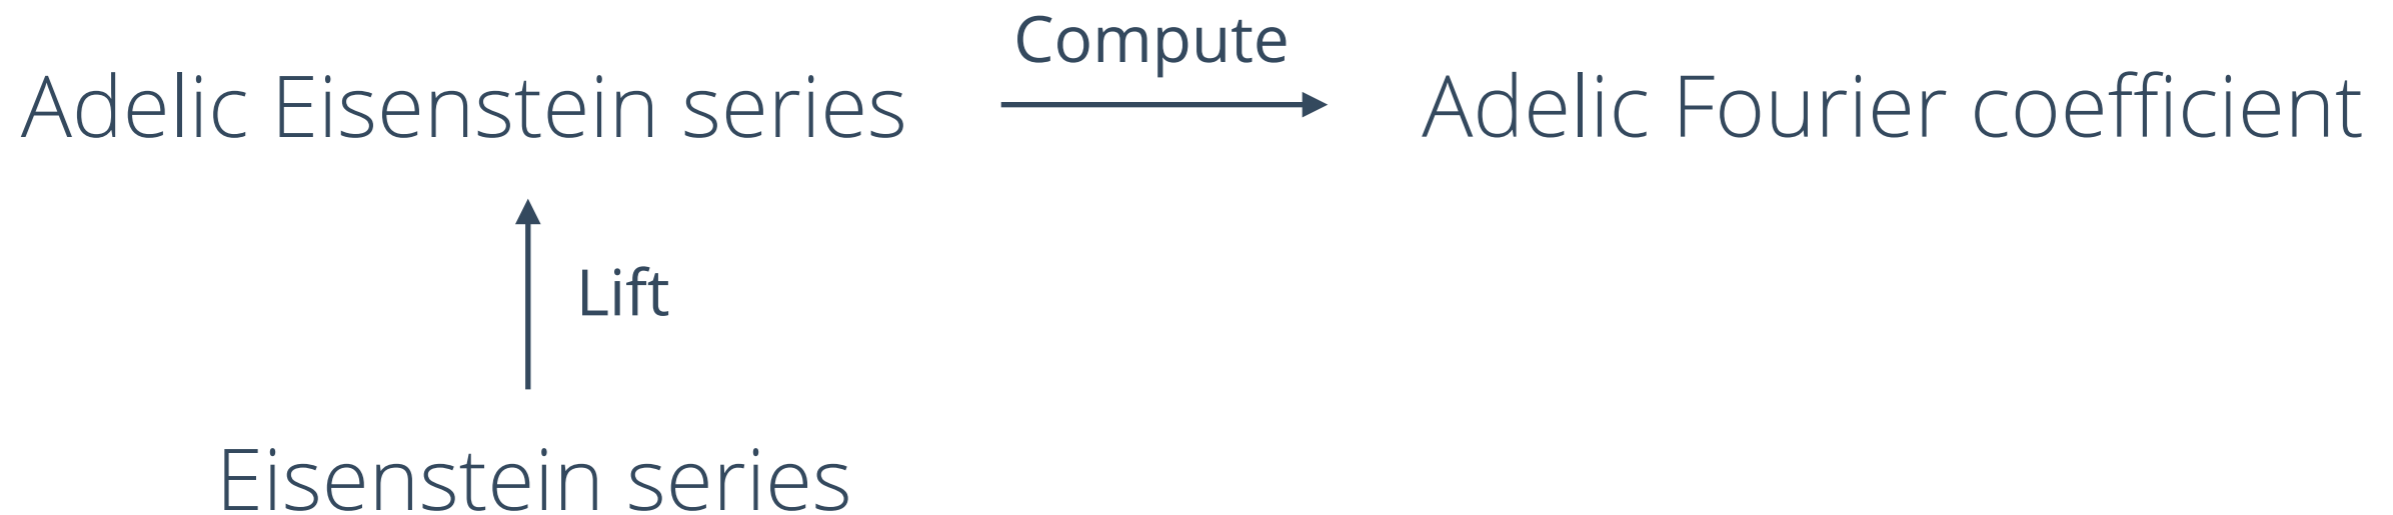 Compute
Adelic Eisenstein series
Adelic Fourier coefficient
Lift
Eisenstein series